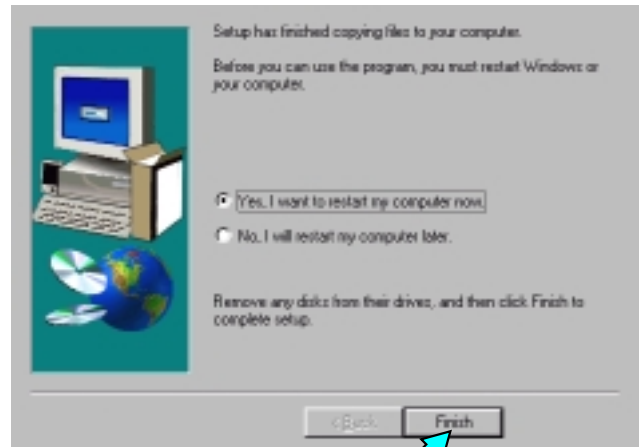 Setup has finished copying files to your computer.
Before you can use the program, you must restart Windows or
your computer.
Yes, I want to restart my computer now.
No, I will restart my computer later.
Remove any disks from their drives, and then click Finish to
complete setup.
< Back
Finish